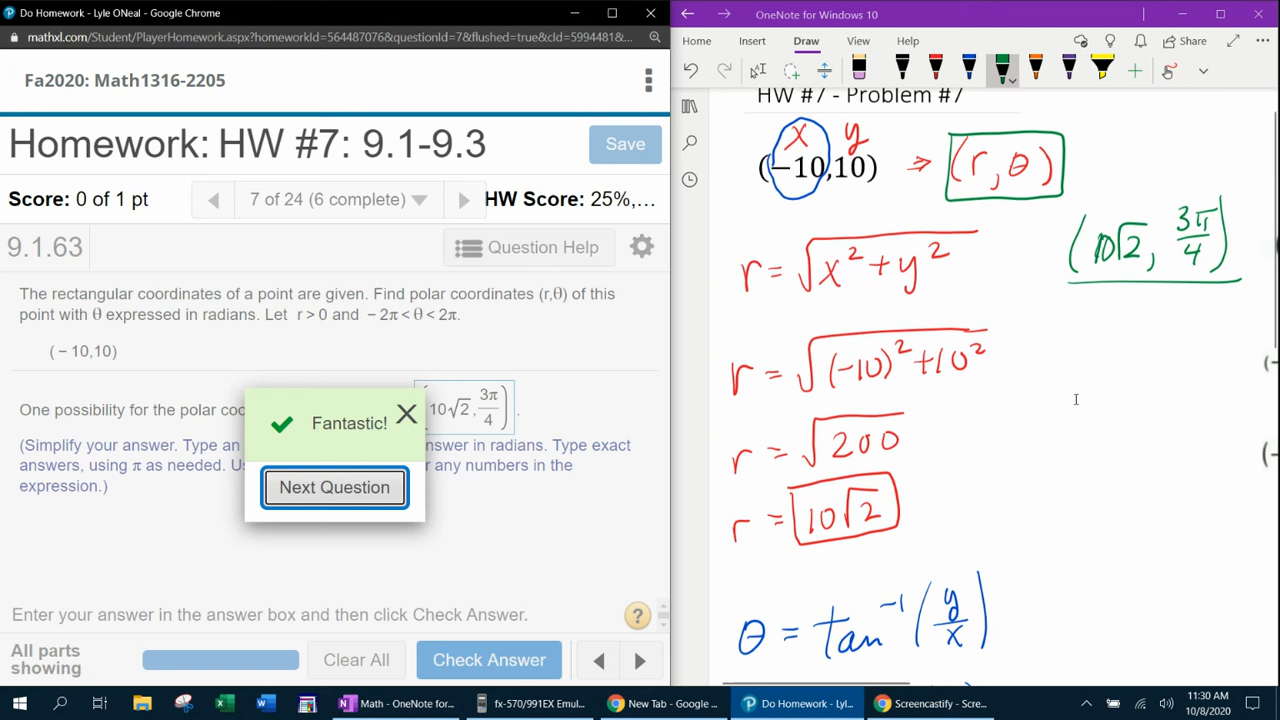 Do Homework - Lyle ONeal - Google Chrome
mathxl.com/Student/PlayerHomework.aspx?homeworkId=564487076&questionId=7&flushed=true&cId=5994481&u...
Fa2020: Math1316-2205
Homework: HW #7: 9.1-9.3
Save
Score: 0 of 1 pt
7 of 24 (6 complete)
HW Score: 25%,...
9.1.63
Question Help
The rectangular coordinates of a point are given. Find polar coordinates (r,θ) of this
point with θ expressed in radians. Let r > 0 and − 2π < θ < 2π.
( − 10,10)
One possibility for the polar coo
(10√2, 3π/4).
(Simplify your answer. Type an
nswer in radians. Type exact
answers, using π as needed. U
r any numbers in the
expression.)
Fantastic!
Next Question
Enter your answer in the answer box and then click Check Answer.
?
All parts
showing
Clear All
Check Answer
OneNote for Windows 10
Home Insert Draw View Help
Share
HW #7 - Problem #7
x y
(−10,10) ⇒ (r, θ)
(10√2, 3π/4)
r = √x² + y²
r = √(-10)² + 10²
r = √200
r = 10√2
θ = tan⁻¹ (y/x)
(-
(-
Math - OneNote for...
fx-570/991EX Emul...
New Tab - Google ...
Do Homework - Lyl...
Screencastify - Scre...
11:30 AM
10/8/2020